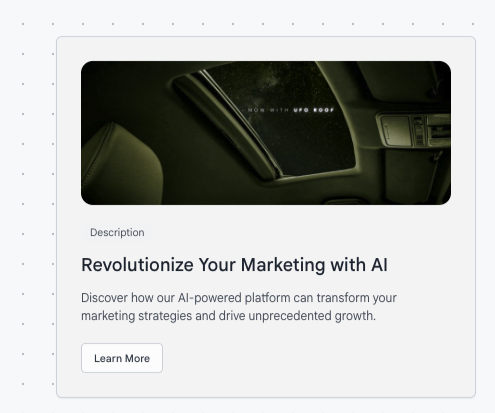 NOW WITH UFO ROOF
Description
Revolutionize Your Marketing with AI
Discover how our AI-powered platform can transform your
marketing strategies and drive unprecedented growth.
Learn More